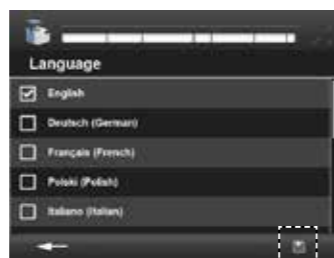 Language
English
Deutsch (German)
Français (French)
Polski (Polish)
Italiano (Italian)